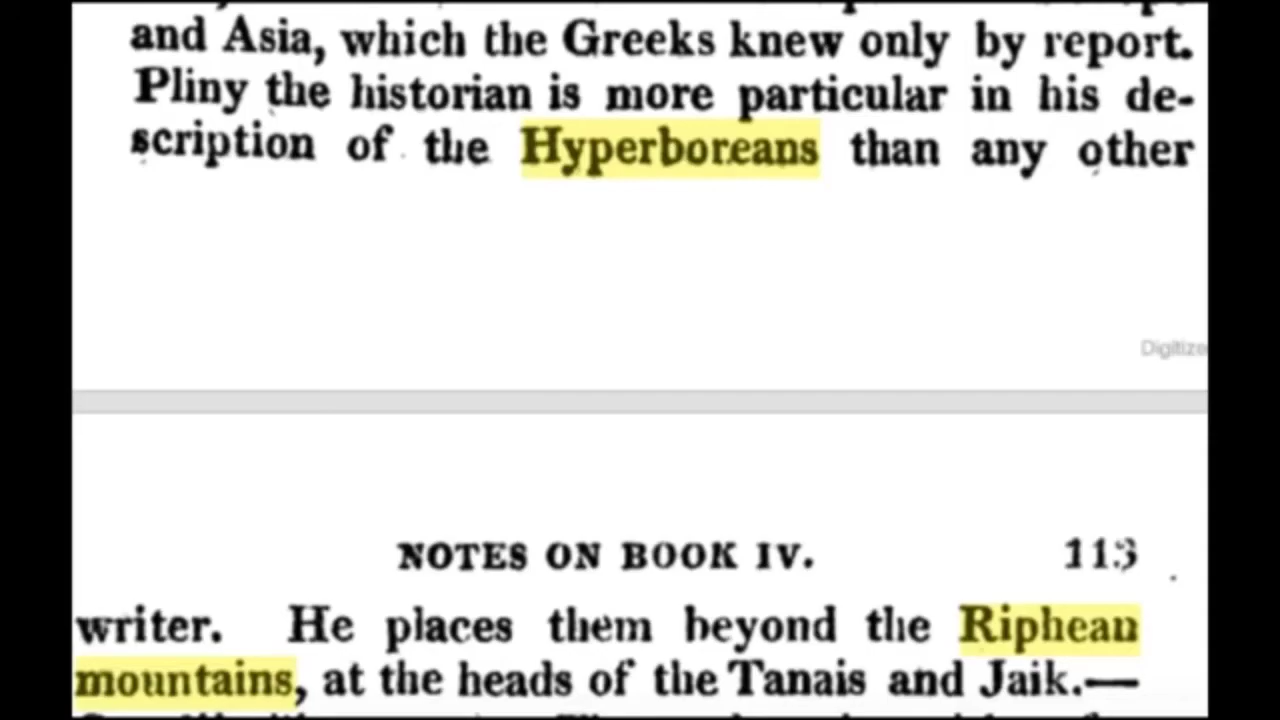 and Asia, which the Greeks knew only by report.
Pliny the historian is more particular in his de-
scription of the Hyperboreans than any other
Digitize
NOTES ON BOOK IV. 113
writer. He places them beyond the Riphean
mountains, at the heads of the Tanais and Jaik.—